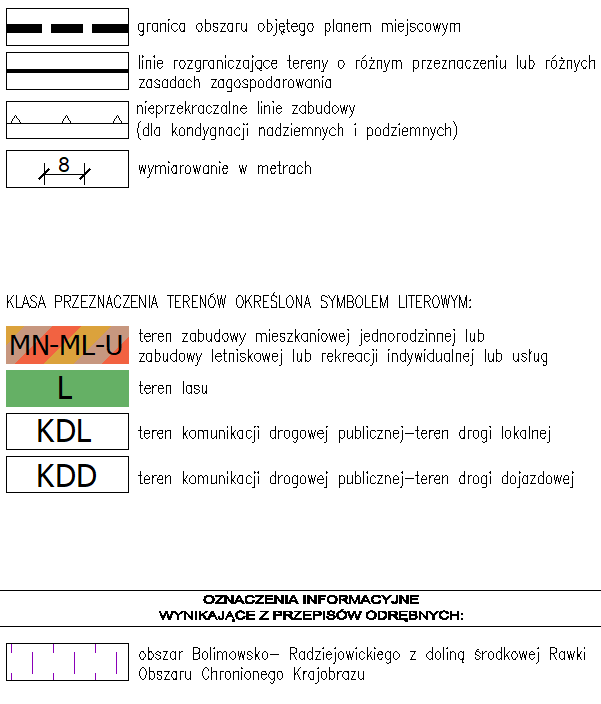 granica obszaru objętego planem miejscowym
linie rozgraniczające tereny o różnym przeznaczeniu lub różnych
zasadach zagospodarowania
nieprzekraczalne linie zabudowy
(dla kondygnacji nadziemnych i podziemnych)
8
wymiarowanie w metrach
KLASA PRZEZNACZENIA TERENÓW OKREŚLONA SYMBOLEM LITEROWYM:
MN-ML-U
teren zabudowy mieszkaniowej jednorodzinnej lub
zabudowy letniskowej lub rekreacji indywidualnej lub usług
L
teren lasu
KDL
teren komunikacji drogowej publicznej-teren drogi lokalnej
KDD
teren komunikacji drogowej publicznej-teren drogi dojazdowej
OZNACZENIA INFORMACYJNE
WYNIKAJĄCE Z PRZEPISÓW ODRĘBNYCH:
obszar Bolimowsko- Radziejowickiego z doliną środkowej Rawki
Obszaru Chronionego Krajobrazu